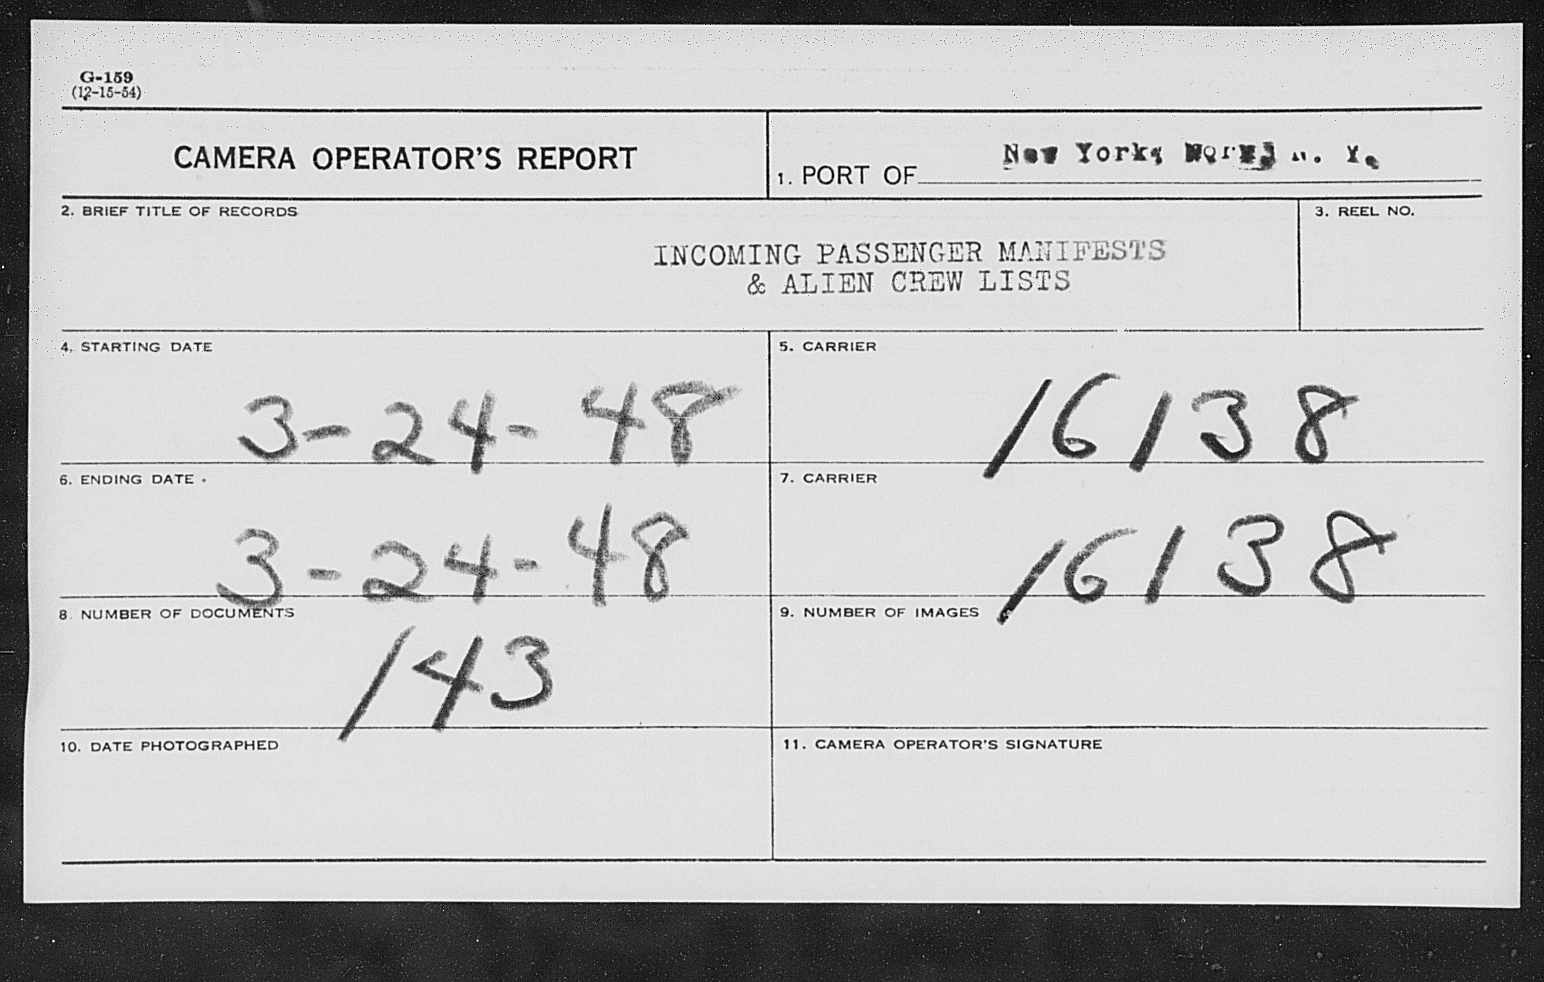 G-159
(12-15-54)
CAMERA OPERATOR'S REPORT
1. PORT OF New York, N. Y.
2. BRIEF TITLE OF RECORDS
3. REEL NO.
INCOMING PASSENGER MANIFESTS
& ALIEN CREW LISTS
4. STARTING DATE
5. CARRIER
3-24-48
16138
6. ENDING DATE
7. CARRIER
3-24-48
16138
8. NUMBER OF DOCUMENTS
9. NUMBER OF IMAGES
143
10. DATE PHOTOGRAPHED
11. CAMERA OPERATOR'S SIGNATURE